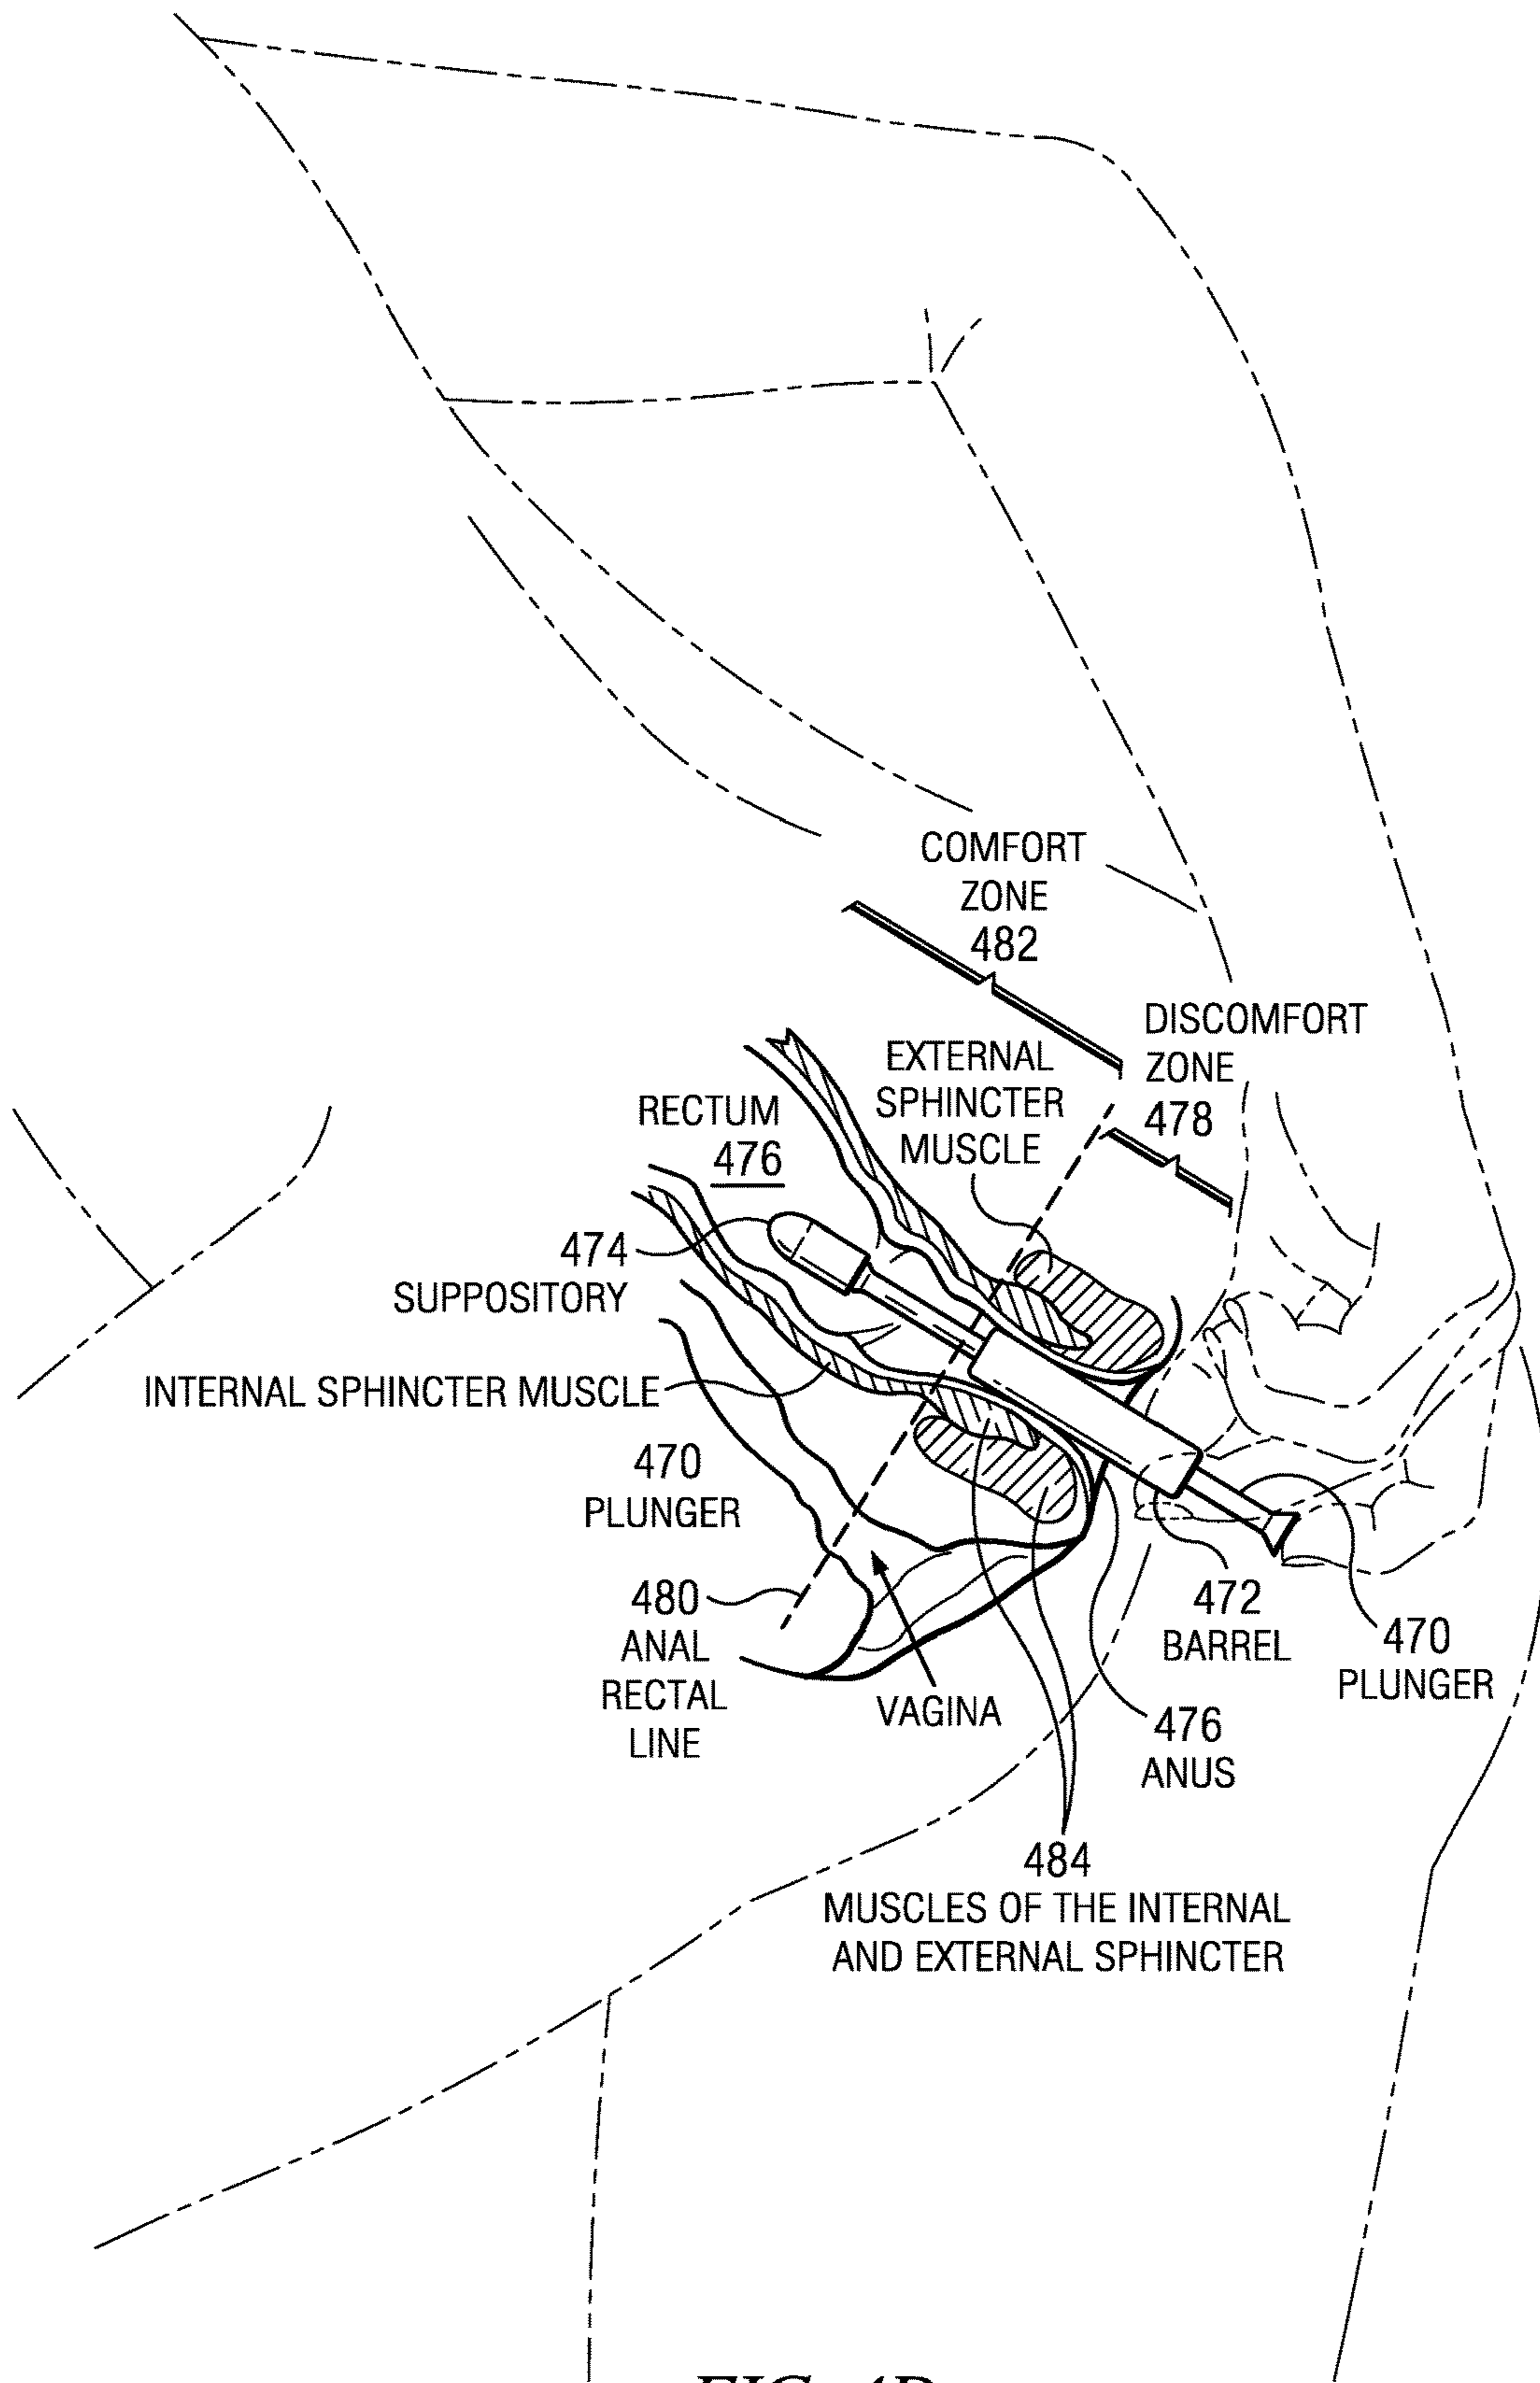 COMFORT
ZONE
482
DISCOMFORT
ZONE
478
EXTERNAL
SPHINCTER
MUSCLE
RECTUM
476
474
SUPPOSITORY
INTERNAL SPHINCTER MUSCLE
470
PLUNGER
480
ANAL
RECTAL
LINE
VAGINA
472
BARREL
470
PLUNGER
476
ANUS
484
MUSCLES OF THE INTERNAL
AND EXTERNAL SPHINCTER